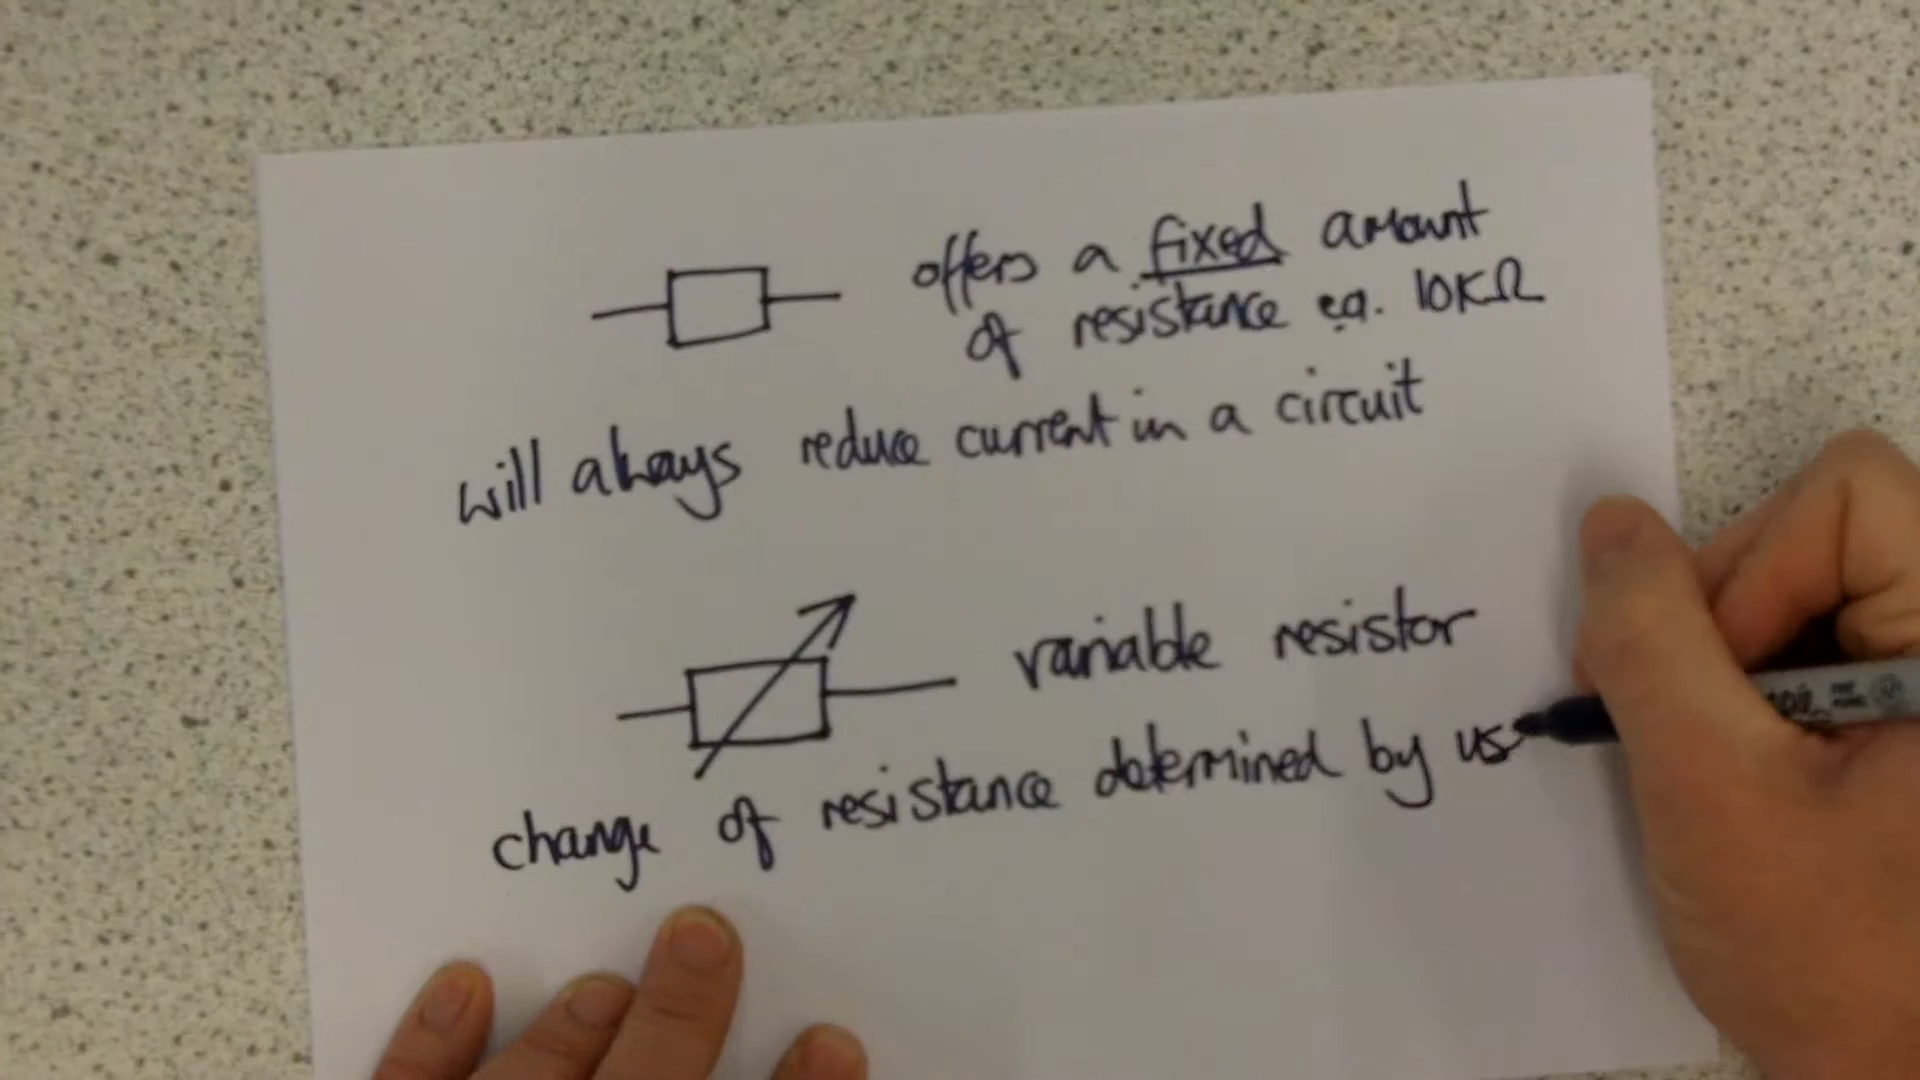 offers a fixed amount
of resistance eg. 10KΩ
will always reduce current in a circuit
variable resistor
change of resistance determined by us